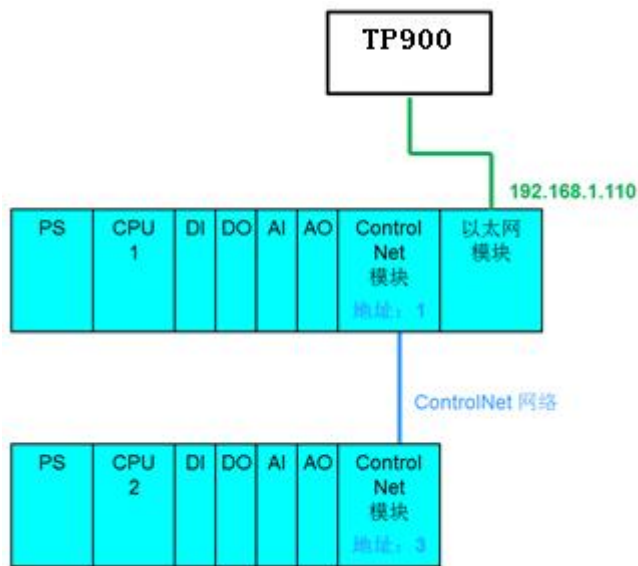 TP900
192.168.1.110
PS
CPU
1
DI
DO
AI
AO
Control
Net
模块
地址：1
以太网
模块
ControlNet 网络
PS
CPU
2
DI
DO
AI
AO
Control
Net
模块
地址：3